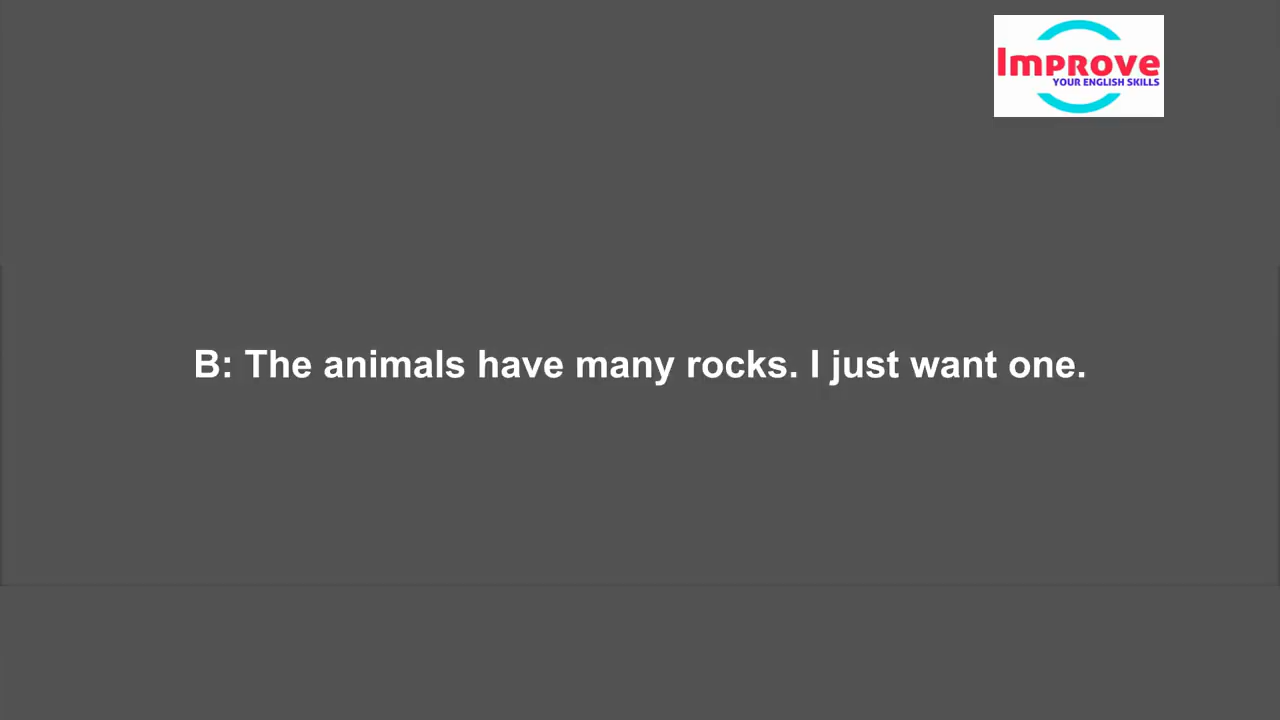 Improve
YOUR ENGLISH SKILLS
B: The animals have many rocks. I just want one.